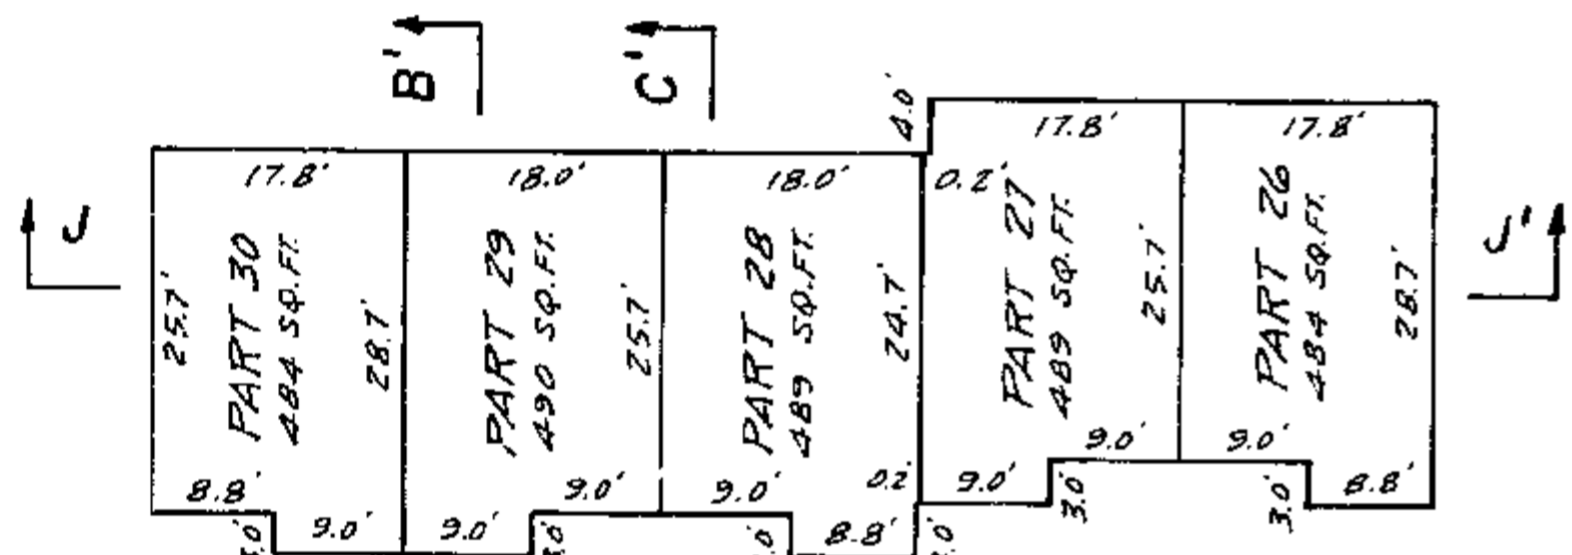 B'
C'
4.0'
17.8'
17.8'
17.8'
18.0'
18.0'
0.2'
J
J'
25.7'
PART 30
484 SQ.FT.
28.7'
PART 29
490 SQ.FT.
25.7'
PART 28
489 SQ.FT.
24.7'
PART 27
489 SQ.FT.
25.7'
PART 26
484 SQ.FT.
28.7'
8.8'
9.0'
9.0'
9.0'
9.0'
0.2'
9.0'
9.0'
9.0'
8.8'
3.0'
3.0'
8.8'